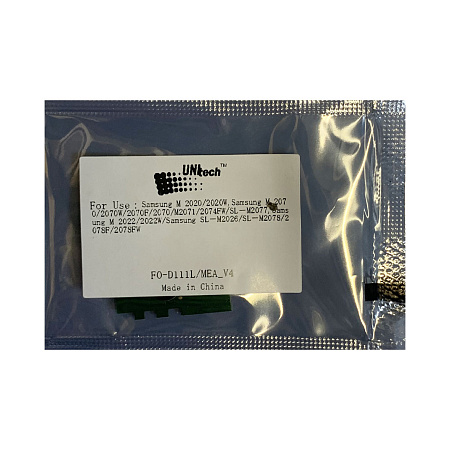 UNItech™
For Use: Samsung M 2020/2020W, Samsung M 207
0/2070W/2070F/2070/M2071/2074FW/SL-M2077, Sams
ung M 2022/2022W/Samsung SL-M2026/SL-M2078/2
078F/2078FW
FO-D111L/MEA_V4
Made in China